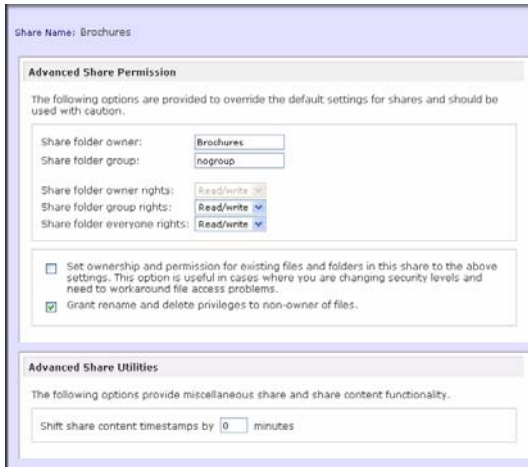 Share Name: Brochures
Advanced Share Permission
The following options are provided to override the default settings for shares and should be
used with caution.
Share folder owner: Brochures
Share folder group: nogroup
Share folder owner rights: Read/write
Share folder group rights: Read/write
Share folder everyone rights: Read/write
Set ownership and permission for existing files and folders in this share to the above
settings. This option is useful in cases where you are changing security levels and
need to workaround file access problems.
Grant rename and delete privileges to non-owner of files.
Advanced Share Utilities
The following options provide miscellaneous share and share content functionality.
Shift share content timestamps by 0 minutes